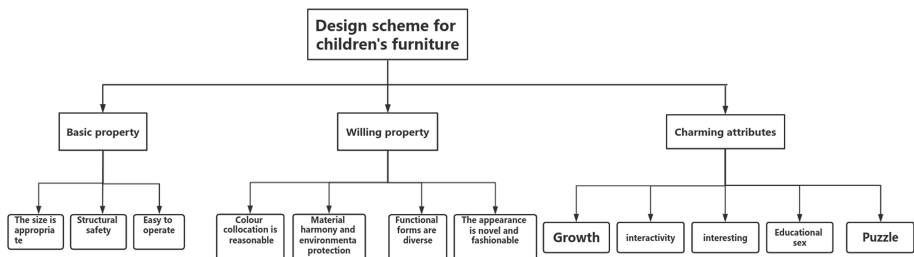 Design scheme for
children's furniture
Basic property
Willing property
Charming attributes
The size is
appropria
te
Structural
safety
Easy to
operate
Colour
collocation is
reasonable
Material
harmony and
environmenta
protection
Functional
forms are
diverse
The appearance
is novel and
fashionable
Growth
interactivity
interesting
Educational
sex
Puzzle